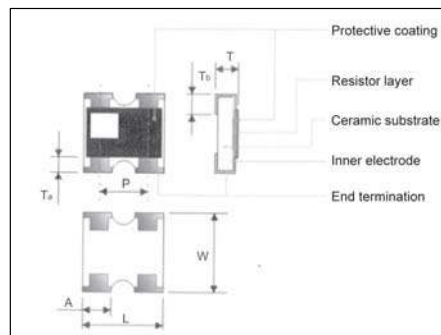 Protective coating
T
Tb
Resistor layer
Ceramic substrate
Inner electrode
P
Ta
End termination
W
A
L